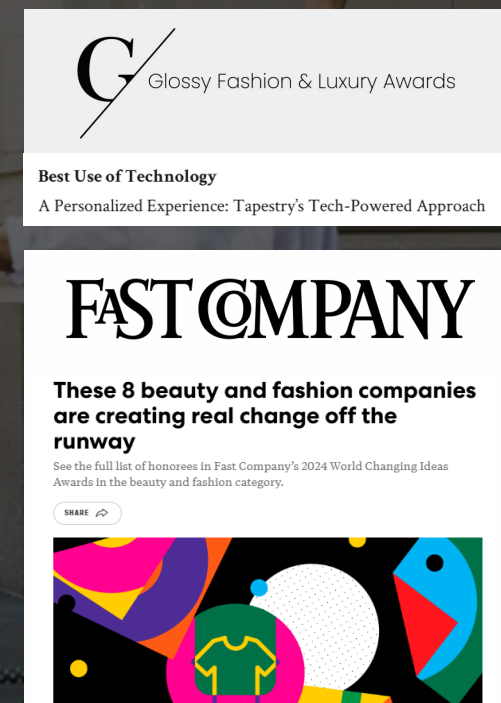 G
Glossy Fashion & Luxury Awards
Best Use of Technology
A Personalized Experience: Tapestry’s Tech-Powered Approach
FAST COMPANY
These 8 beauty and fashion companies
are creating real change off the
runway
See the full list of honorees in Fast Company’s 2024 World Changing Ideas
Awards in the beauty and fashion category.
SHARE